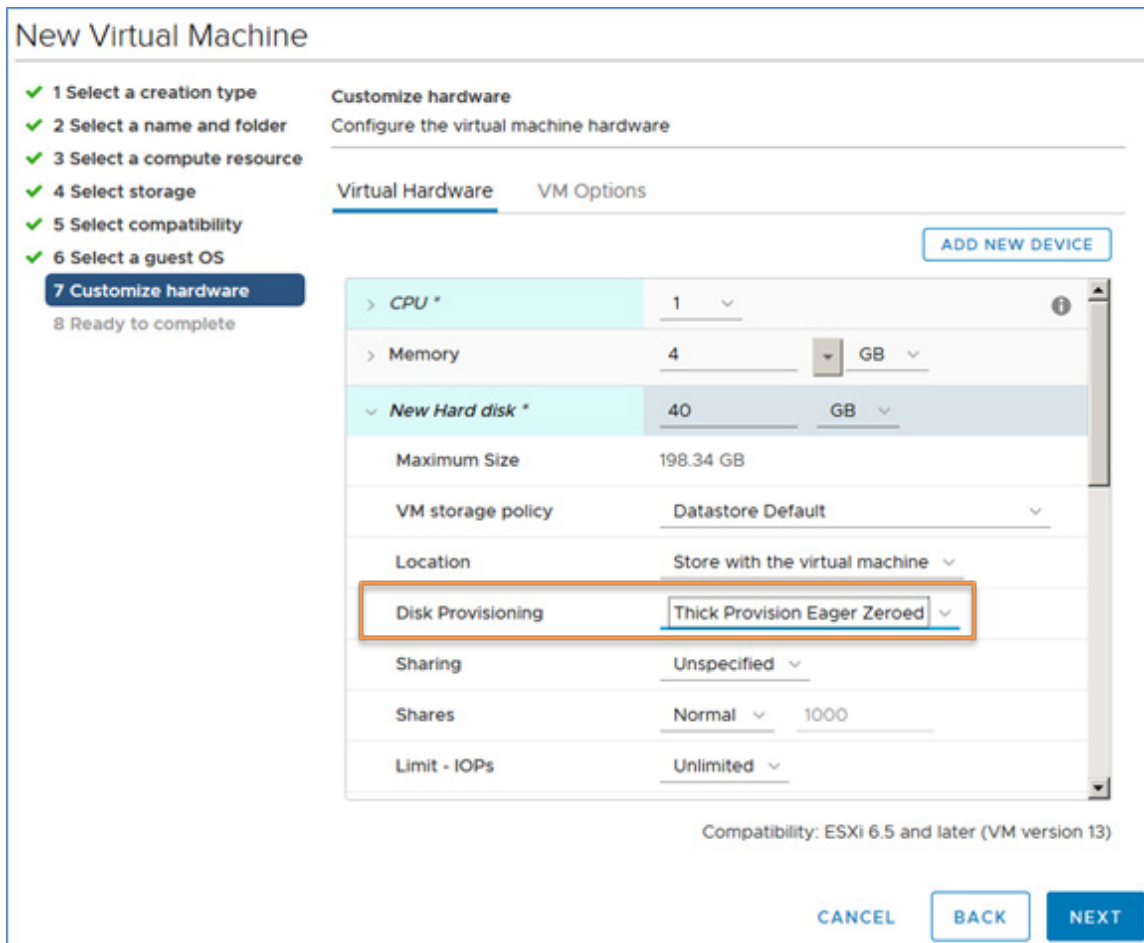 New Virtual Machine
1 Select a creation type
2 Select a name and folder
3 Select a compute resource
4 Select storage
5 Select compatibility
6 Select a guest OS
7 Customize hardware
8 Ready to complete
Customize hardware
Configure the virtual machine hardware
Virtual Hardware VM Options
ADD NEW DEVICE
CPU * 1
Memory 4 GB
New Hard disk * 40 GB
Maximum Size 198.34 GB
VM storage policy Datastore Default
Location Store with the virtual machine
Disk Provisioning Thick Provision Eager Zeroed
Sharing Unspecified
Shares Normal 1000
Limit - IOPs Unlimited
Compatibility: ESXi 6.5 and later (VM version 13)
CANCEL BACK NEXT